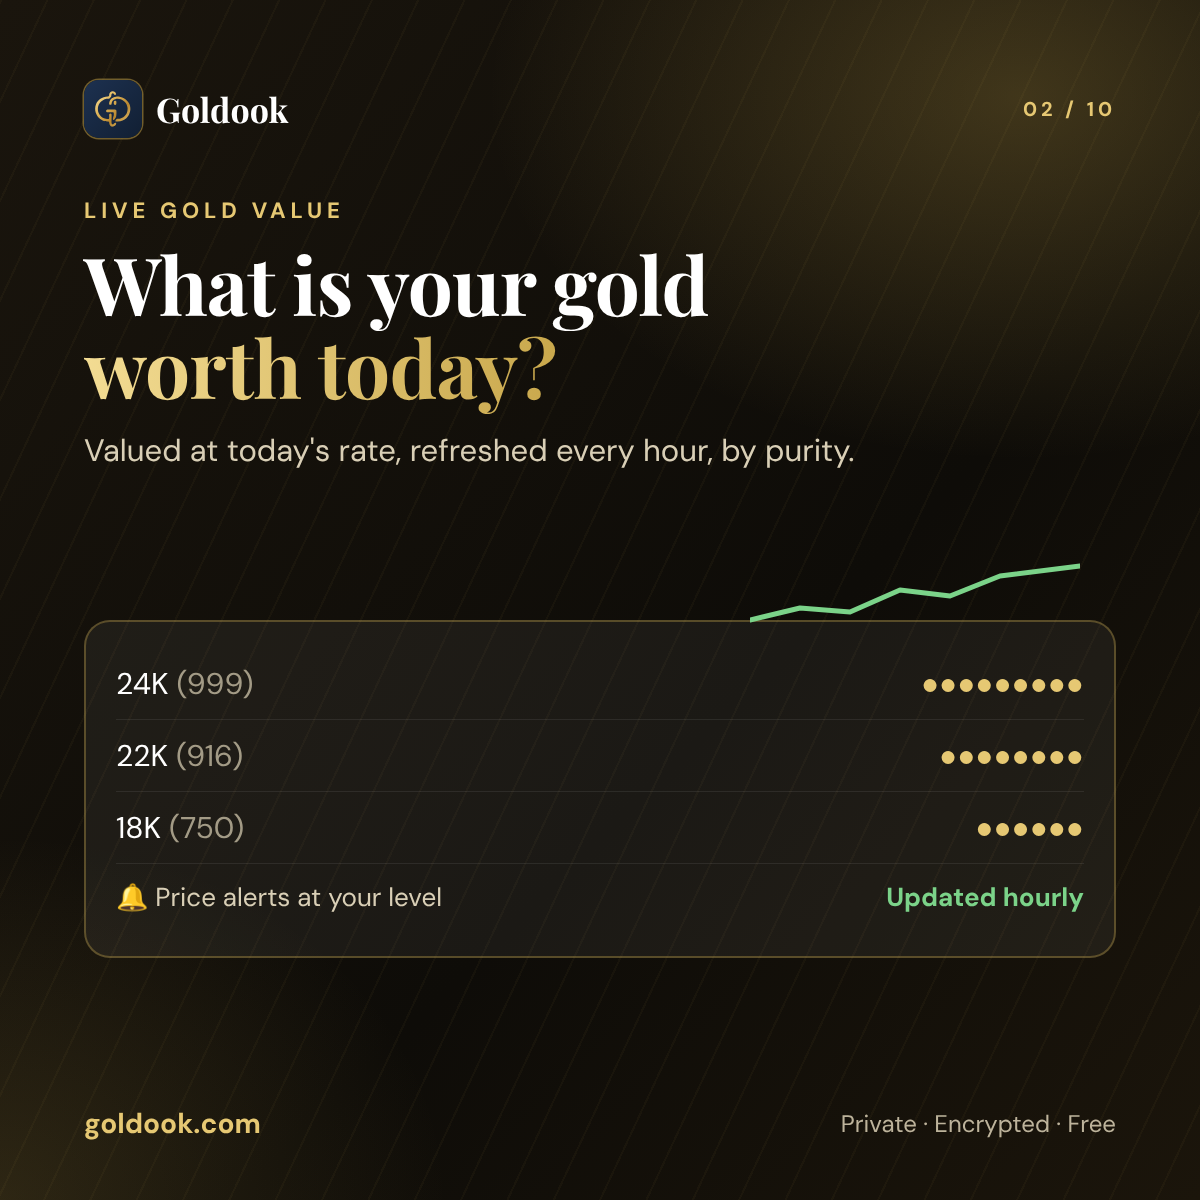 Goldook
02 / 10
LIVE GOLD VALUE
What is your gold
worth today?
Valued at today's rate, refreshed every hour, by purity.
24K (999) ●●●●●●●●●
22K (916) ●●●●●●●●
18K (750) ●●●●●●
🔔 Price alerts at your level Updated hourly
goldook.com
Private · Encrypted · Free